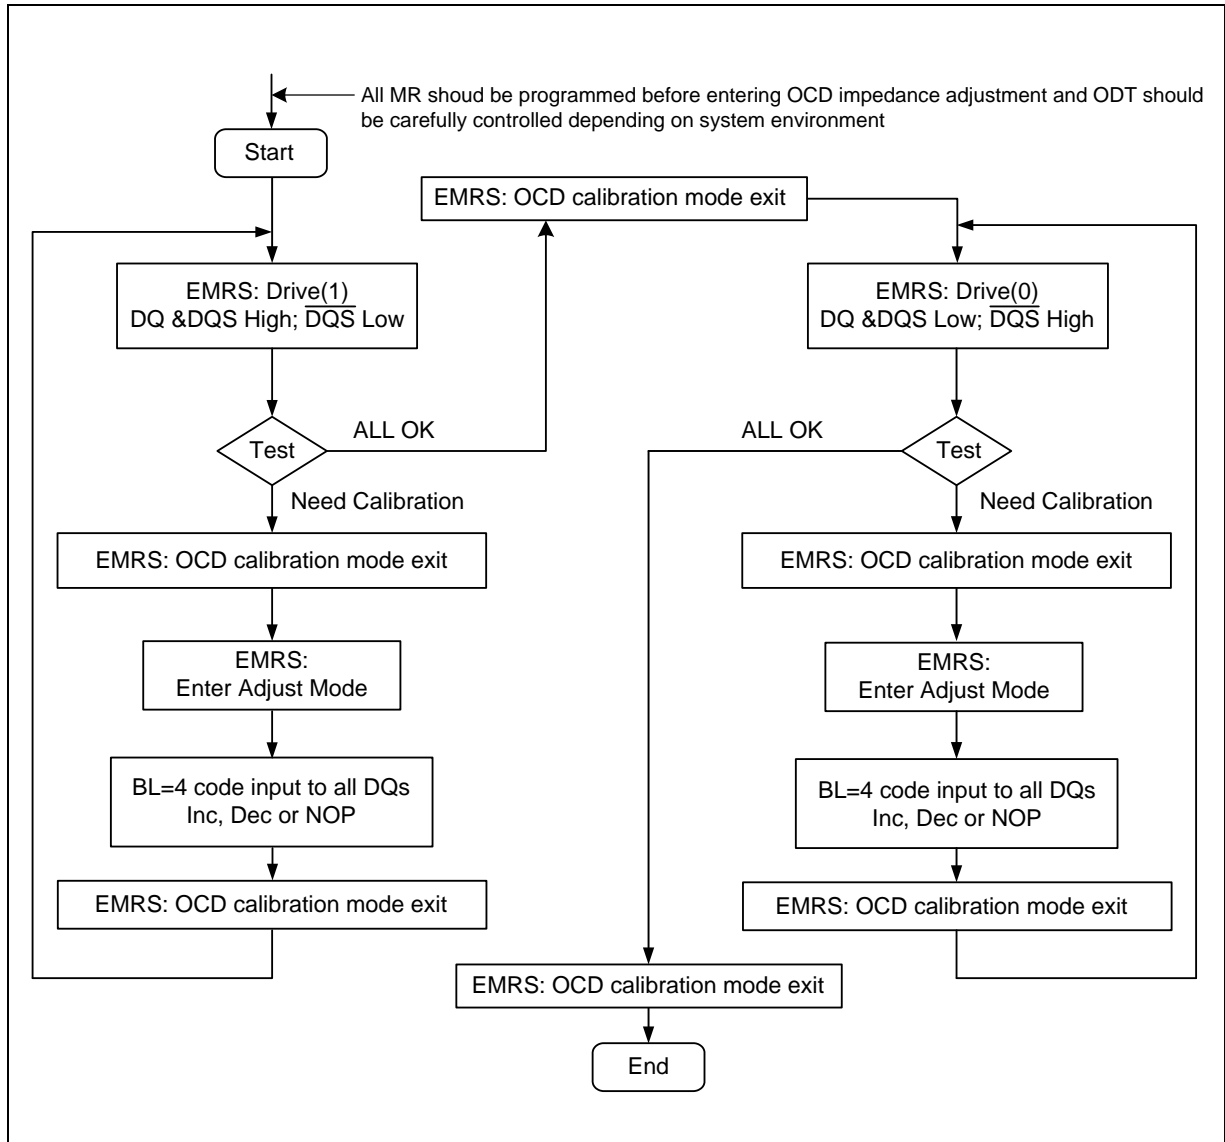 All MR shoud be programmed before entering OCD impedance adjustment and ODT should
be carefully controlled depending on system environment
Start
EMRS: OCD calibration mode exit
EMRS: Drive(1)
DQ &DQS High; D̅Q̅S̅ Low
Test
ALL OK
Need Calibration
EMRS: OCD calibration mode exit
EMRS:
Enter Adjust Mode
BL=4 code input to all DQs
Inc, Dec or NOP
EMRS: OCD calibration mode exit
EMRS: Drive(0)
DQ &DQS Low; D̅Q̅S̅ High
ALL OK
Test
Need Calibration
EMRS: OCD calibration mode exit
EMRS:
Enter Adjust Mode
BL=4 code input to all DQs
Inc, Dec or NOP
EMRS: OCD calibration mode exit
EMRS: OCD calibration mode exit
End